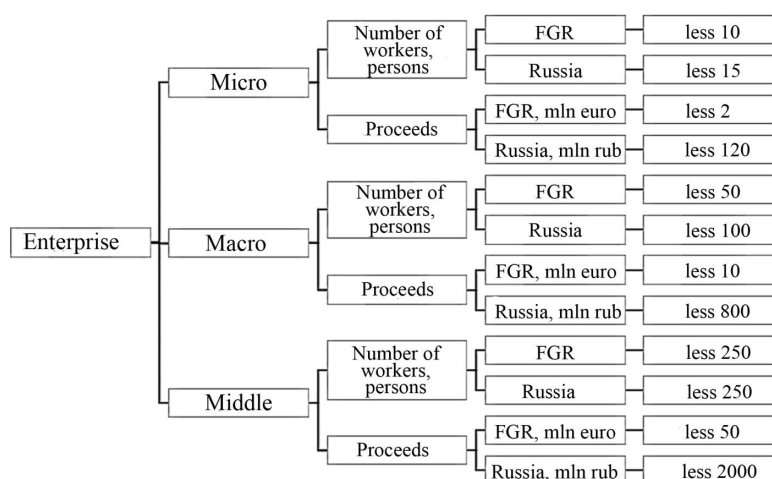 Enterprise
Micro
Number of
workers,
persons
FGR
less 10
Russia
less 15
Proceeds
FGR, mln euro
less 2
Russia, mln rub
less 120
Macro
Number of
workers,
persons
FGR
less 50
Russia
less 100
Proceeds
FGR, mln euro
less 10
Russia, mln rub
less 800
Middle
Number of
workers,
persons
FGR
less 250
Russia
less 250
Proceeds
FGR, mln euro
less 50
Russia, mln rub
less 2000